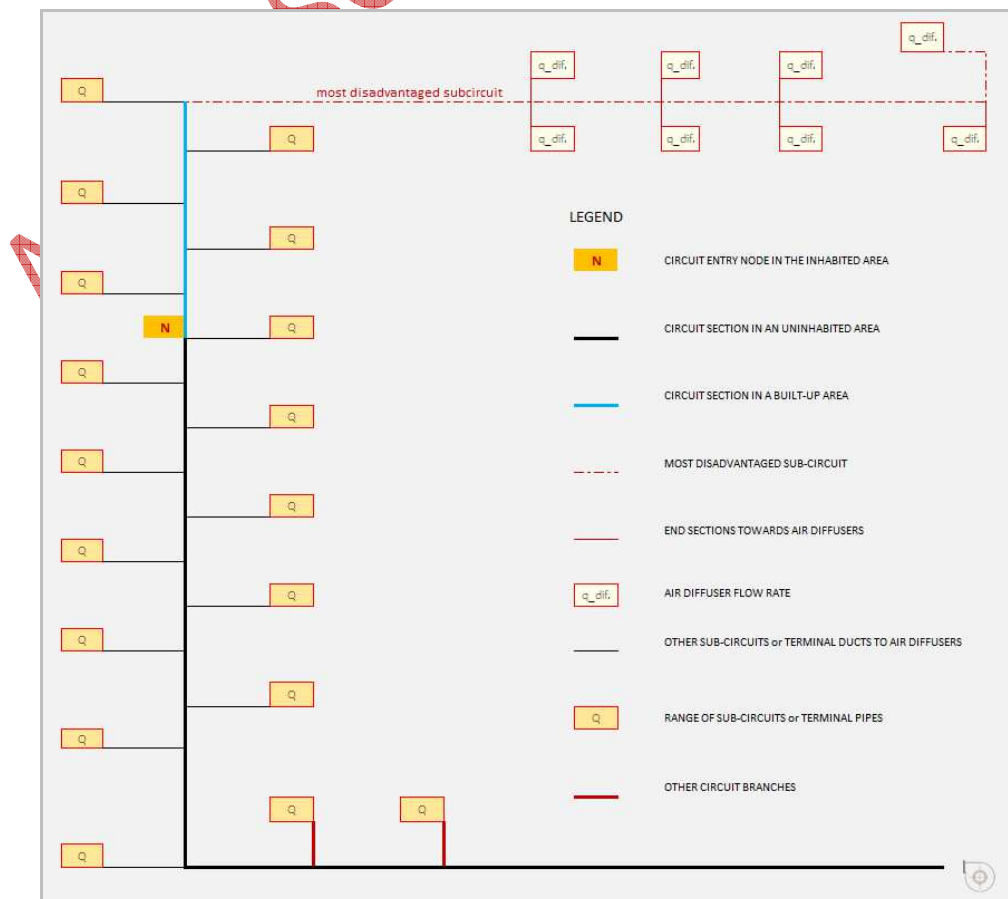 q_dif.
Q
q_dif. q_dif. q_dif.
most disadvantaged subcircuit
Q
q_dif. q_dif. q_dif. q_dif.
Q
LEGEND
Q
N CIRCUIT ENTRY NODE IN THE INHABITED AREA
Q
N
Q
CIRCUIT SECTION IN AN UNINHABITED AREA
Q
CIRCUIT SECTION IN A BUILT-UP AREA
Q
Q
MOST DISADVANTAGED SUB-CIRCUIT
Q
END SECTIONS TOWARDS AIR DIFFUSERS
Q
Q
q_dif. AIR DIFFUSER FLOW RATE
Q
OTHER SUB-CIRCUITS or TERMINAL DUCTS TO AIR DIFFUSERS
Q
Q RANGE OF SUB-CIRCUITS or TERMINAL PIPES
Q
OTHER CIRCUIT BRANCHES
Q Q
Q